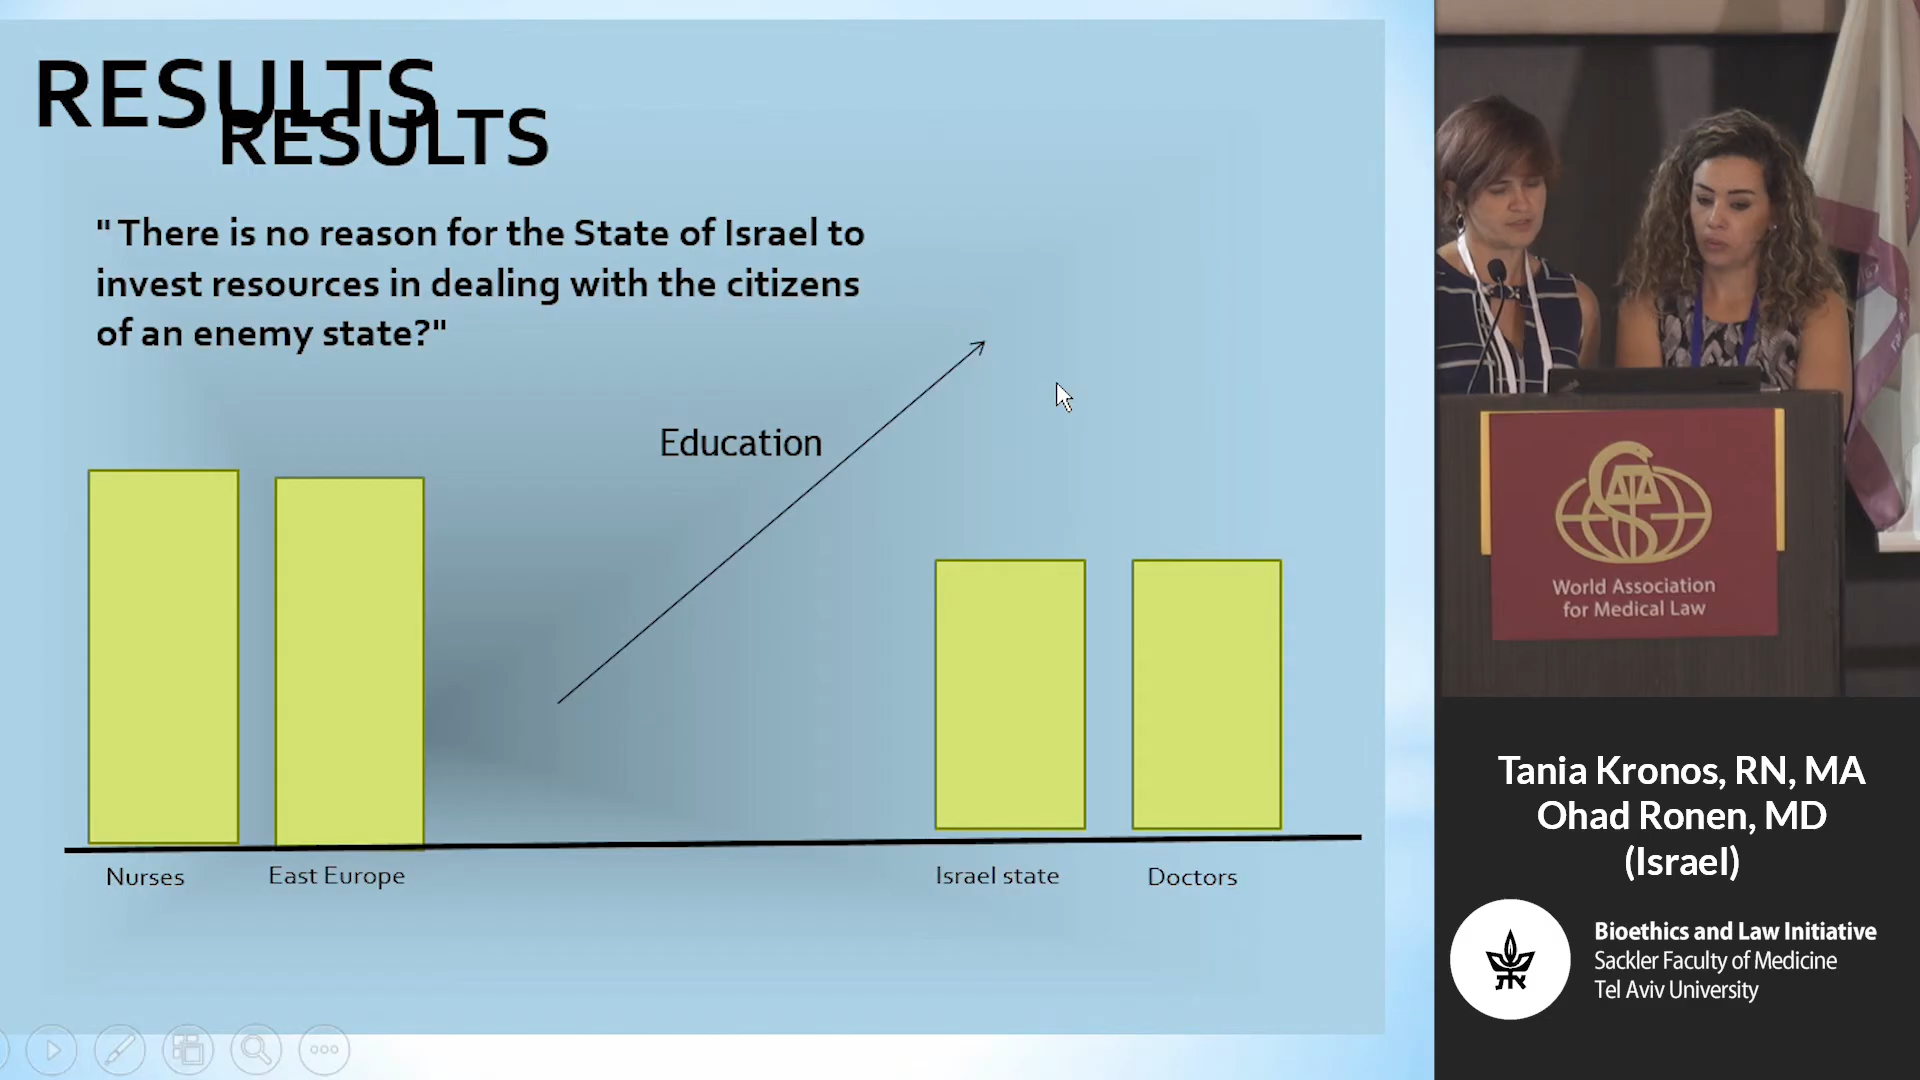 RESULTS
RESULTS
" There is no reason for the State of Israel to
invest resources in dealing with the citizens
of an enemy state?"
Education
Nurses
East Europe
Israel state
Doctors
World Association
for Medical Law
Tania Kronos, RN, MA
Ohad Ronen, MD
(Israel)
Bioethics and Law Initiative
Sackler Faculty of Medicine
Tel Aviv University